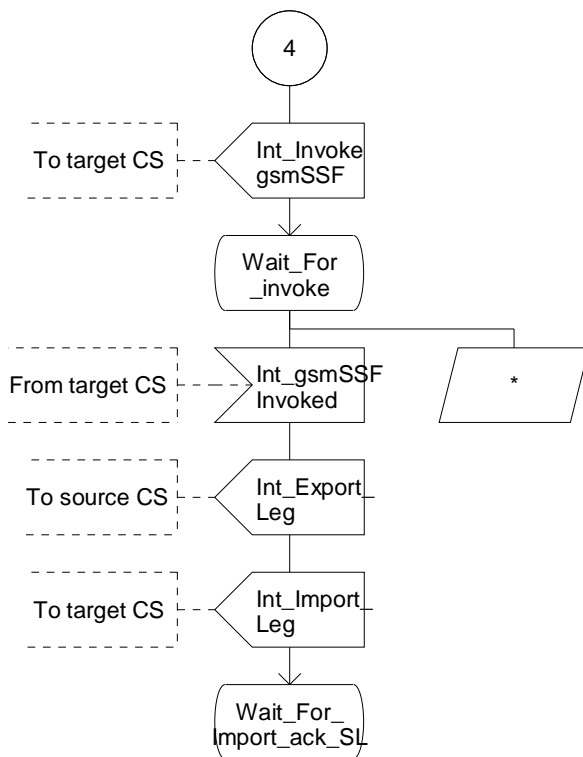 4
To target CS
Int_Invoke
gsmSSF
Wait_For
_invoke
From target CS
Int_gsmSSF
Invoked
*
To source CS
Int_Export_
Leg
To target CS
Int_Import_
Leg
Wait_For_
Import_ack_SL